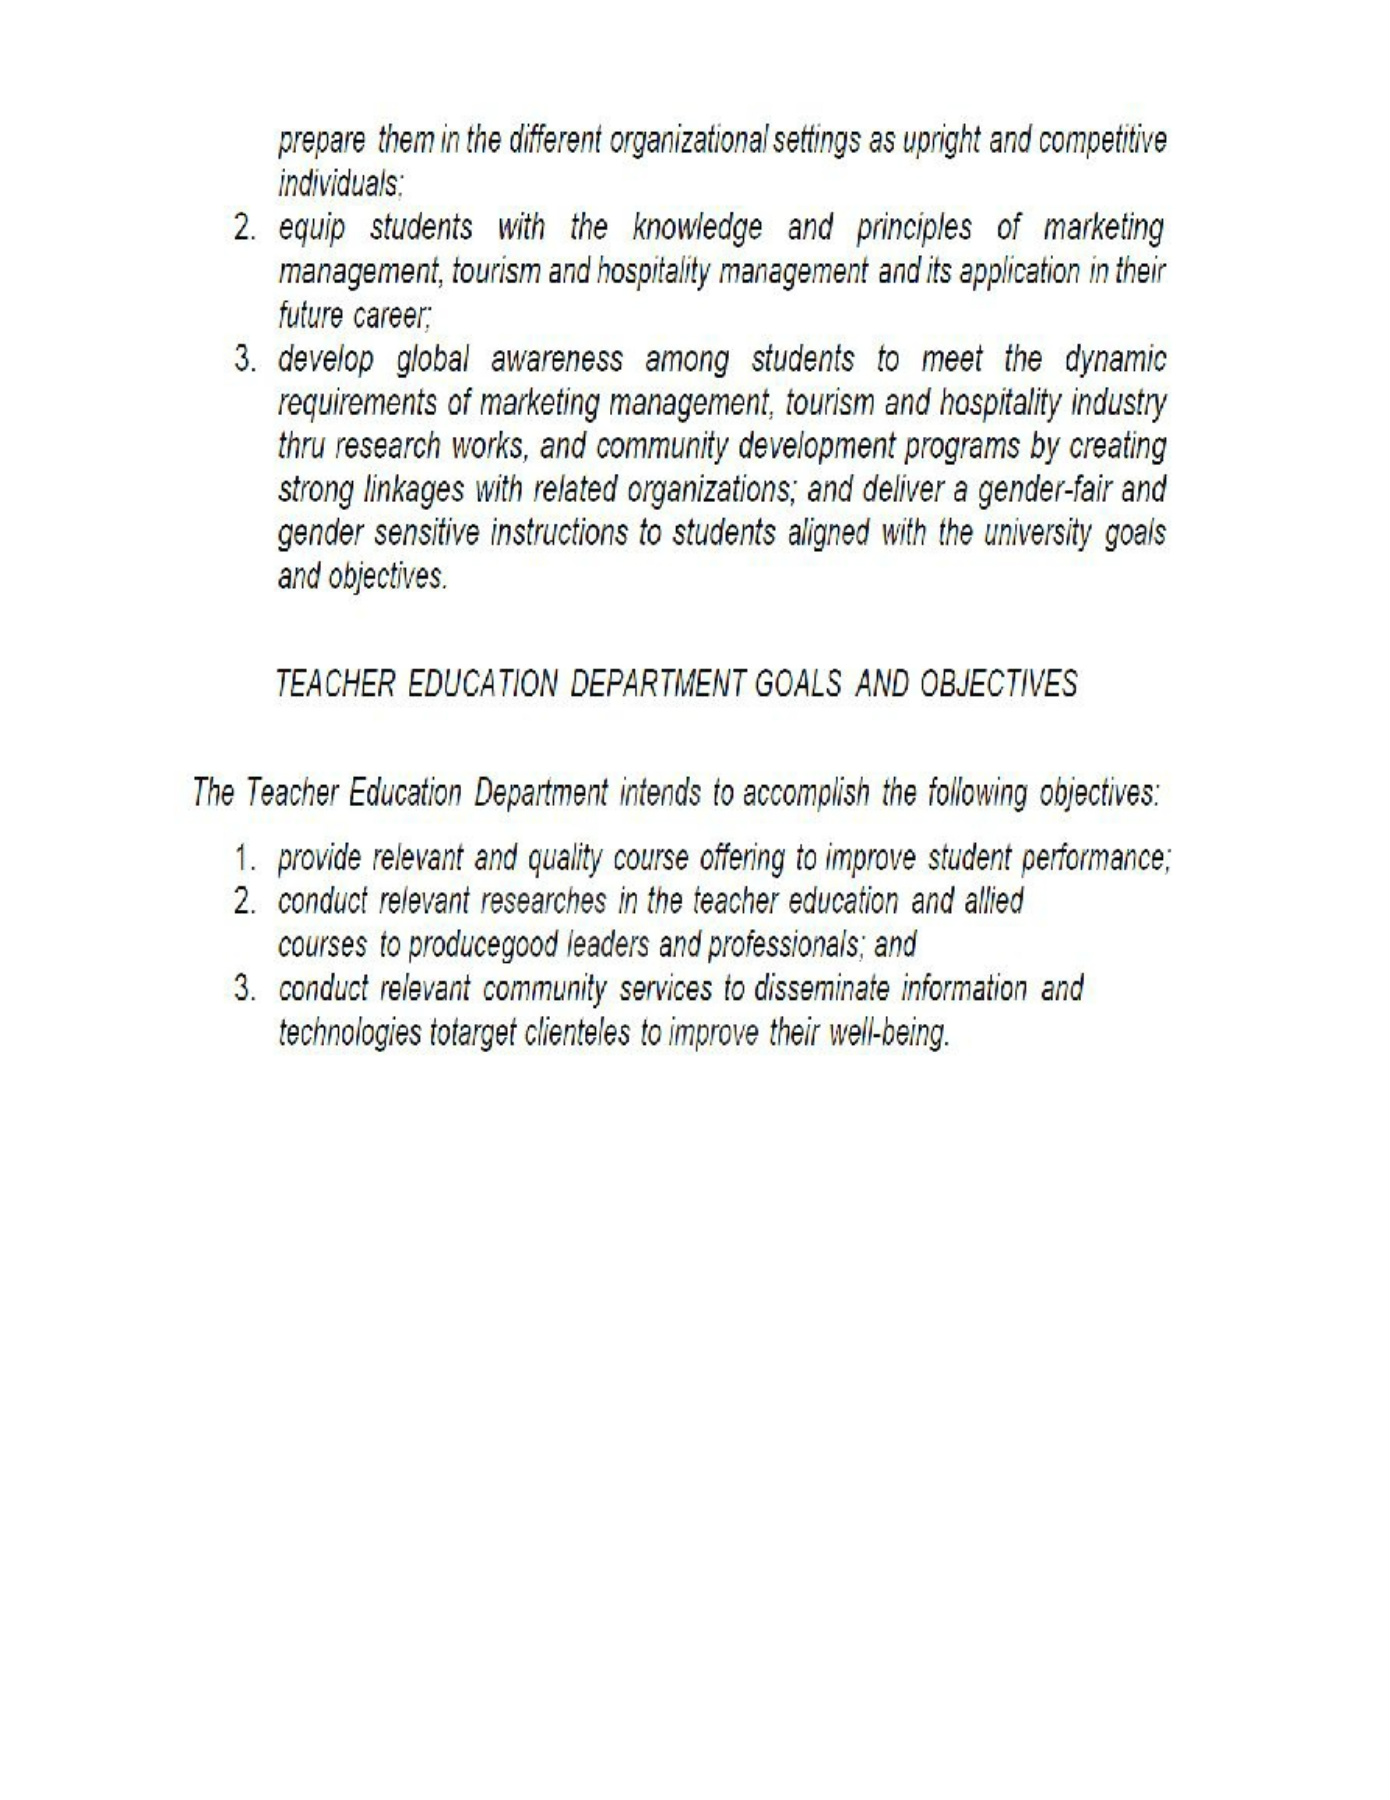 prepare them in the different organizational settings as upright and competitive
individuals;
2. equip students with the knowledge and principles of marketing
management, tourism and hospitality management and its application in their
future career;
3. develop global awareness among students to meet the dynamic
requirements of marketing management, tourism and hospitality industry
thru research works, and community development programs by creating
strong linkages with related organizations; and deliver a gender-fair and
gender sensitive instructions to students aligned with the university goals
and objectives.
TEACHER EDUCATION DEPARTMENT GOALS AND OBJECTIVES
The Teacher Education Department intends to accomplish the following objectives:
1. provide relevant and quality course offering to improve student performance;
2. conduct relevant researches in the teacher education and allied
courses to producegood leaders and professionals; and
3. conduct relevant community services to disseminate information and
technologies totarget clienteles to improve their well-being.